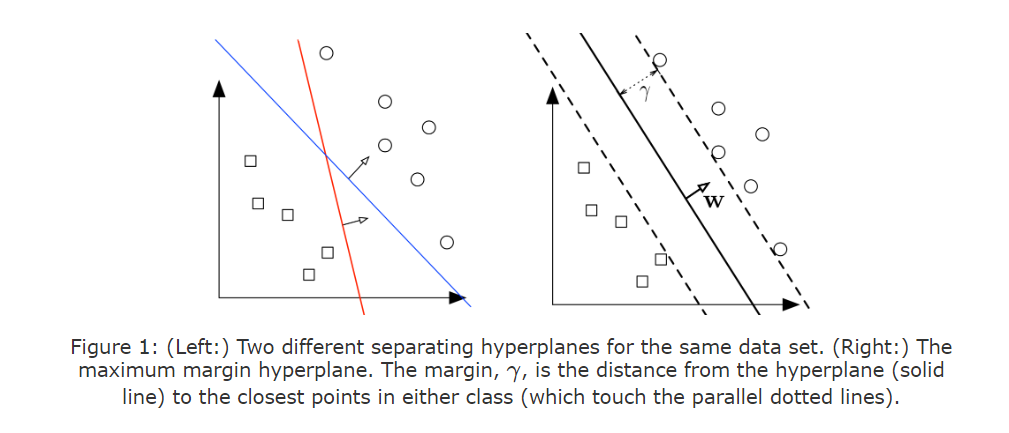 γ
w
Figure 1: (Left:) Two different separating hyperplanes for the same data set. (Right:) The
maximum margin hyperplane. The margin, γ, is the distance from the hyperplane (solid
line) to the closest points in either class (which touch the parallel dotted lines).